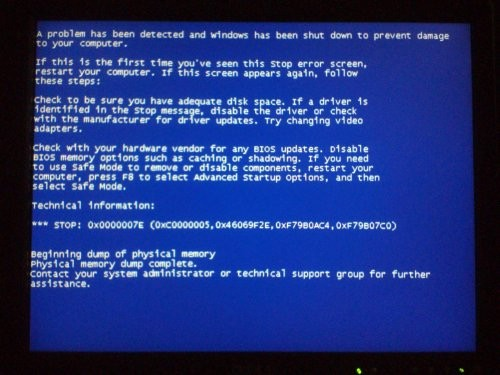 A problem has been detected and windows has been shut down to prevent damage
to your computer.
If this is the first time you've seen this Stop error screen,
restart your computer. If this screen appears again, follow
these steps:
Check to be sure you have adequate disk space. If a driver is
identified in the Stop message, disable the driver or check
with the manufacturer for driver updates. Try changing video
adapters.
Check with your hardware vendor for any BIOS updates. Disable
BIOS memory options such as caching or shadowing. If you need
to use Safe Mode to remove or disable components, restart your
computer, press F8 to select Advanced Startup Options, and then
select Safe Mode.
Technical information:
*** STOP: 0x0000007E (0xC0000005,0x46069F2E,0xF79B0AC4,0xF79B07C0)
Beginning dump of physical memory
Physical memory dump complete.
Contact your system administrator or technical support group for further
assistance.